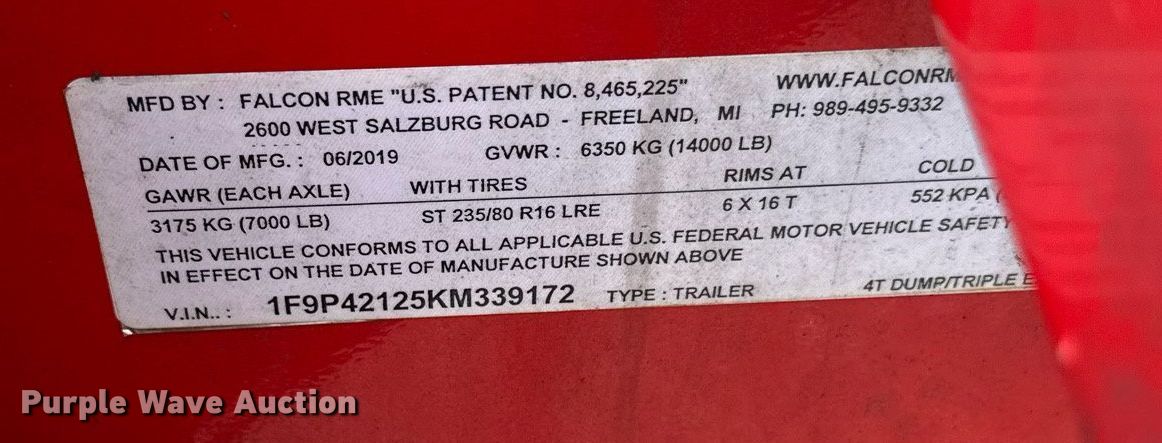 MFD BY : FALCON RME "U.S. PATENT NO. 8,465,225" WWW.FALCONRM
2600 WEST SALZBURG ROAD - FREELAND, MI PH: 989-495-9332
DATE OF MFG. : 06/2019 GVWR : 6350 KG (14000 LB)
GAWR (EACH AXLE) WITH TIRES RIMS AT COLD
3175 KG (7000 LB) ST 235/80 R16 LRE 6 X 16 T 552 KPA (
THIS VEHICLE CONFORMS TO ALL APPLICABLE U.S. FEDERAL MOTOR VEHICLE SAFETY
IN EFFECT ON THE DATE OF MANUFACTURE SHOWN ABOVE
V.I.N.. : 1F9P42125KM339172 TYPE : TRAILER 4T DUMP/TRIPLE
Purple Wave Auction